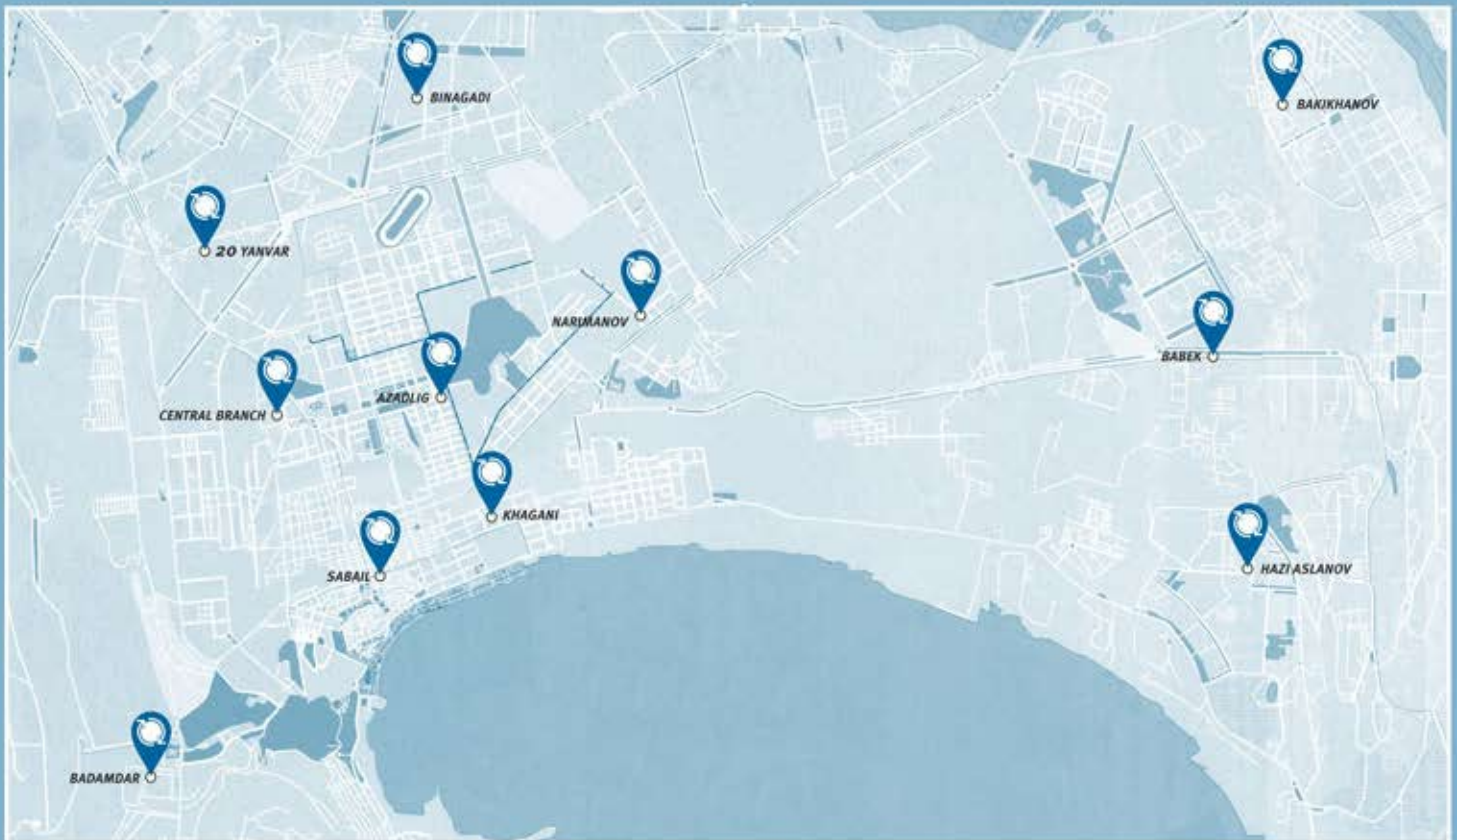 BINAGADI
BAKIKHANOV
20 YANVAR
NARIMANOV
BABEK
AZADLIG
CENTRAL BRANCH
KHAGANI
HAZI ASLANOV
SABAIL
BADAMDAR